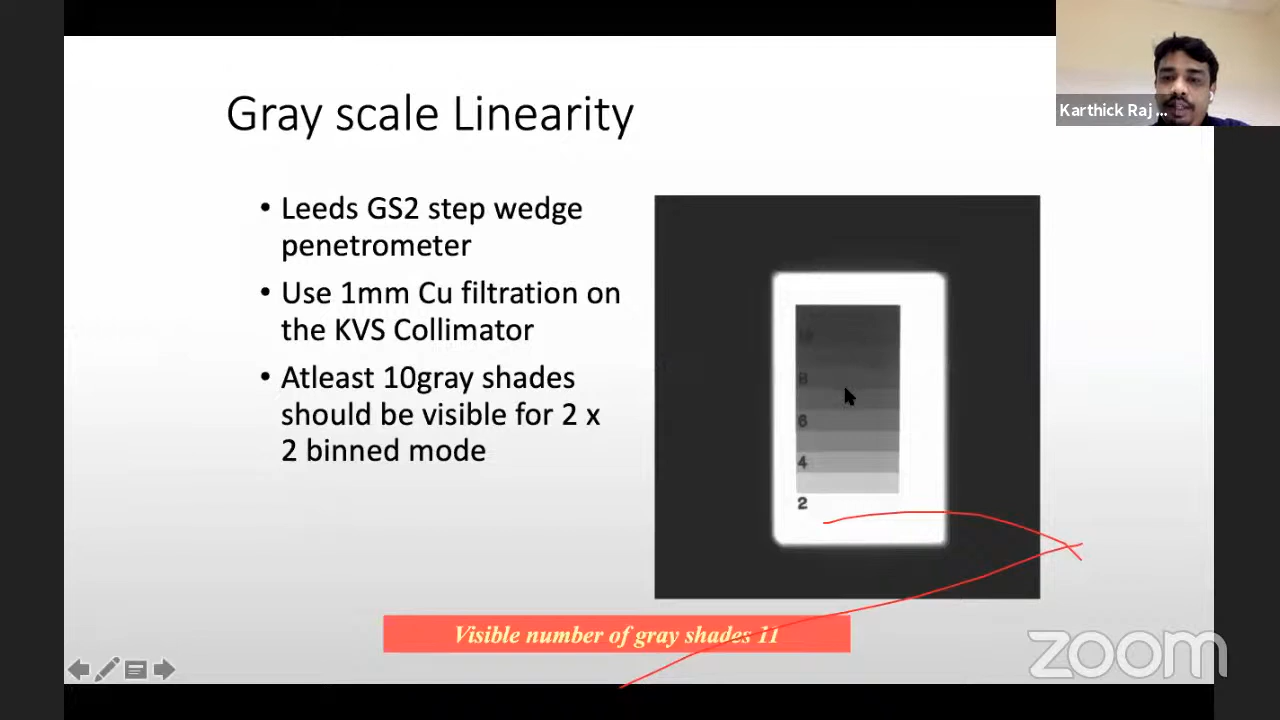 Gray scale Linearity
Karthick Raj ...
• Leeds GS2 step wedge
penetrometer
• Use 1mm Cu filtration on
the KVS Collimator
• Atleast 10gray shades
should be visible for 2 x
2 binned mode
10
8
6
4
2
Visible number of gray shades 11
zoom